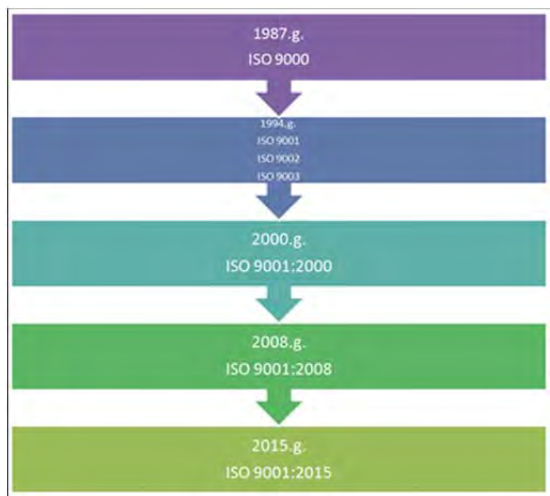 1987.g.
ISO 9000
1994.g.
ISO 9001
ISO 9002
ISO 9003
2000.g.
ISO 9001:2000
2008.g.
ISO 9001:2008
2015.g.
ISO 9001:2015